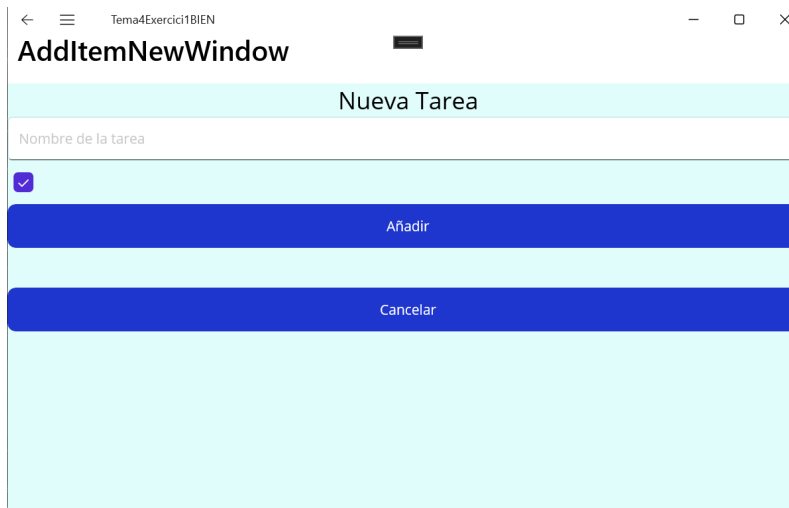 Tema4Exercici1BIEN
AddItemNewWindow
Nueva Tarea
Nombre de la tarea
Añadir
Cancelar